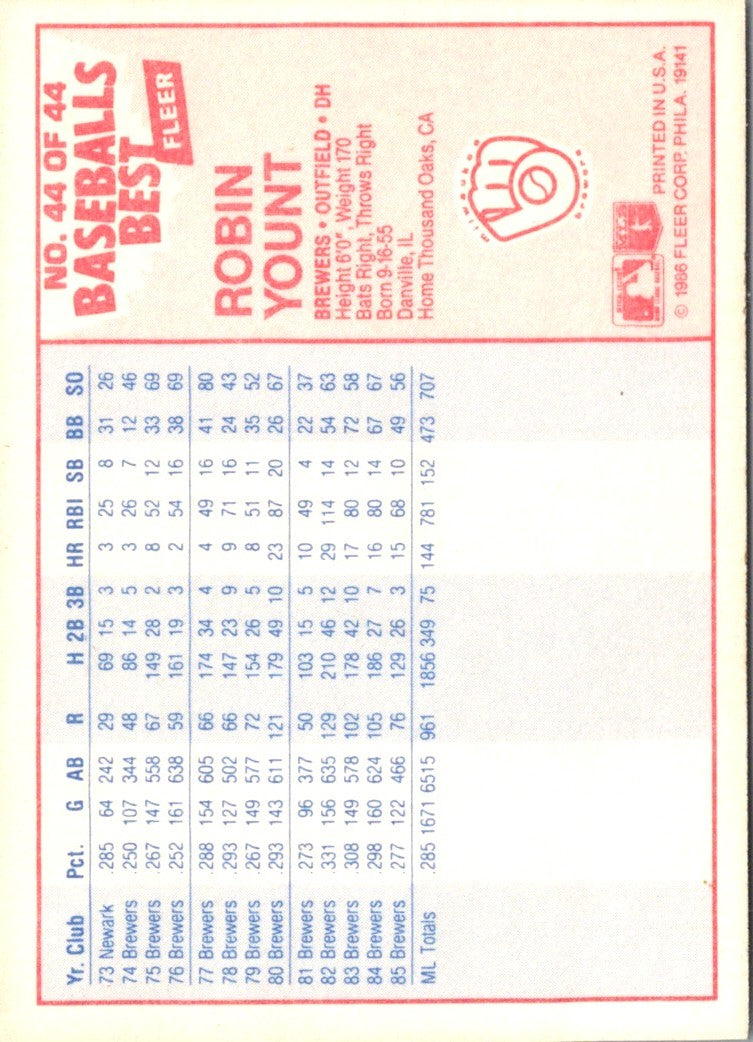 NO. 44 OF 44
BASEBALLS
BEST
FLEER
ROBIN
YOUNT
BREWERS • OUTFIELD • DH
Height 6'0" Weight 170
Bats Right, Throws Right
Born 9-16-55
Danville, IL
Home Thousand Oaks, CA
milwaukee
brewers
MLB
PRINTED IN U.S.A.
© 1986 FLEER CORP. PHILA. 19141
Yr. Club Pct. G AB R H 2B 3B HR RBI SB BB SO
73 Newark .285 64 242 29 69 15 3 3 25 8 31 26
74 Brewers .250 107 344 48 86 14 5 3 26 7 12 46
75 Brewers .267 147 558 67 149 28 2 8 52 12 33 69
76 Brewers .252 161 638 59 161 19 3 2 54 16 38 69
77 Brewers .288 154 605 66 174 34 4 4 49 16 41 80
78 Brewers .293 127 502 66 147 23 9 9 71 16 24 43
79 Brewers .267 149 577 72 154 26 5 8 51 11 35 52
80 Brewers .293 143 611 121 179 49 10 23 87 20 26 67
81 Brewers .273 96 377 50 103 15 5 10 49 4 22 37
82 Brewers .331 156 635 129 210 46 12 29 114 14 54 63
83 Brewers .308 149 578 102 178 42 10 17 80 12 72 58
84 Brewers .298 160 624 105 186 27 7 16 80 14 67 67
85 Brewers .277 122 466 76 129 26 3 15 68 10 49 56
ML Totals .285 1671 6515 961 1856 349 75 144 781 152 473 707